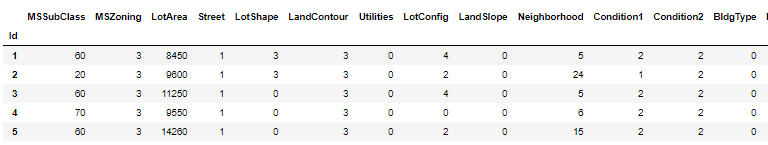 MSSubClass MSZoning LotArea Street LotShape LandContour Utilities LotConfig LandSlope Neighborhood Condition1 Condition2 BldgType
Id
1 60 3 8450 1 3 3 0 4 0 5 2 2 0
2 20 3 9600 1 3 3 0 2 0 24 1 2 0
3 60 3 11250 1 0 3 0 4 0 5 2 2 0
4 70 3 9550 1 0 3 0 0 0 6 2 2 0
5 60 3 14260 1 0 3 0 2 0 15 2 2 0